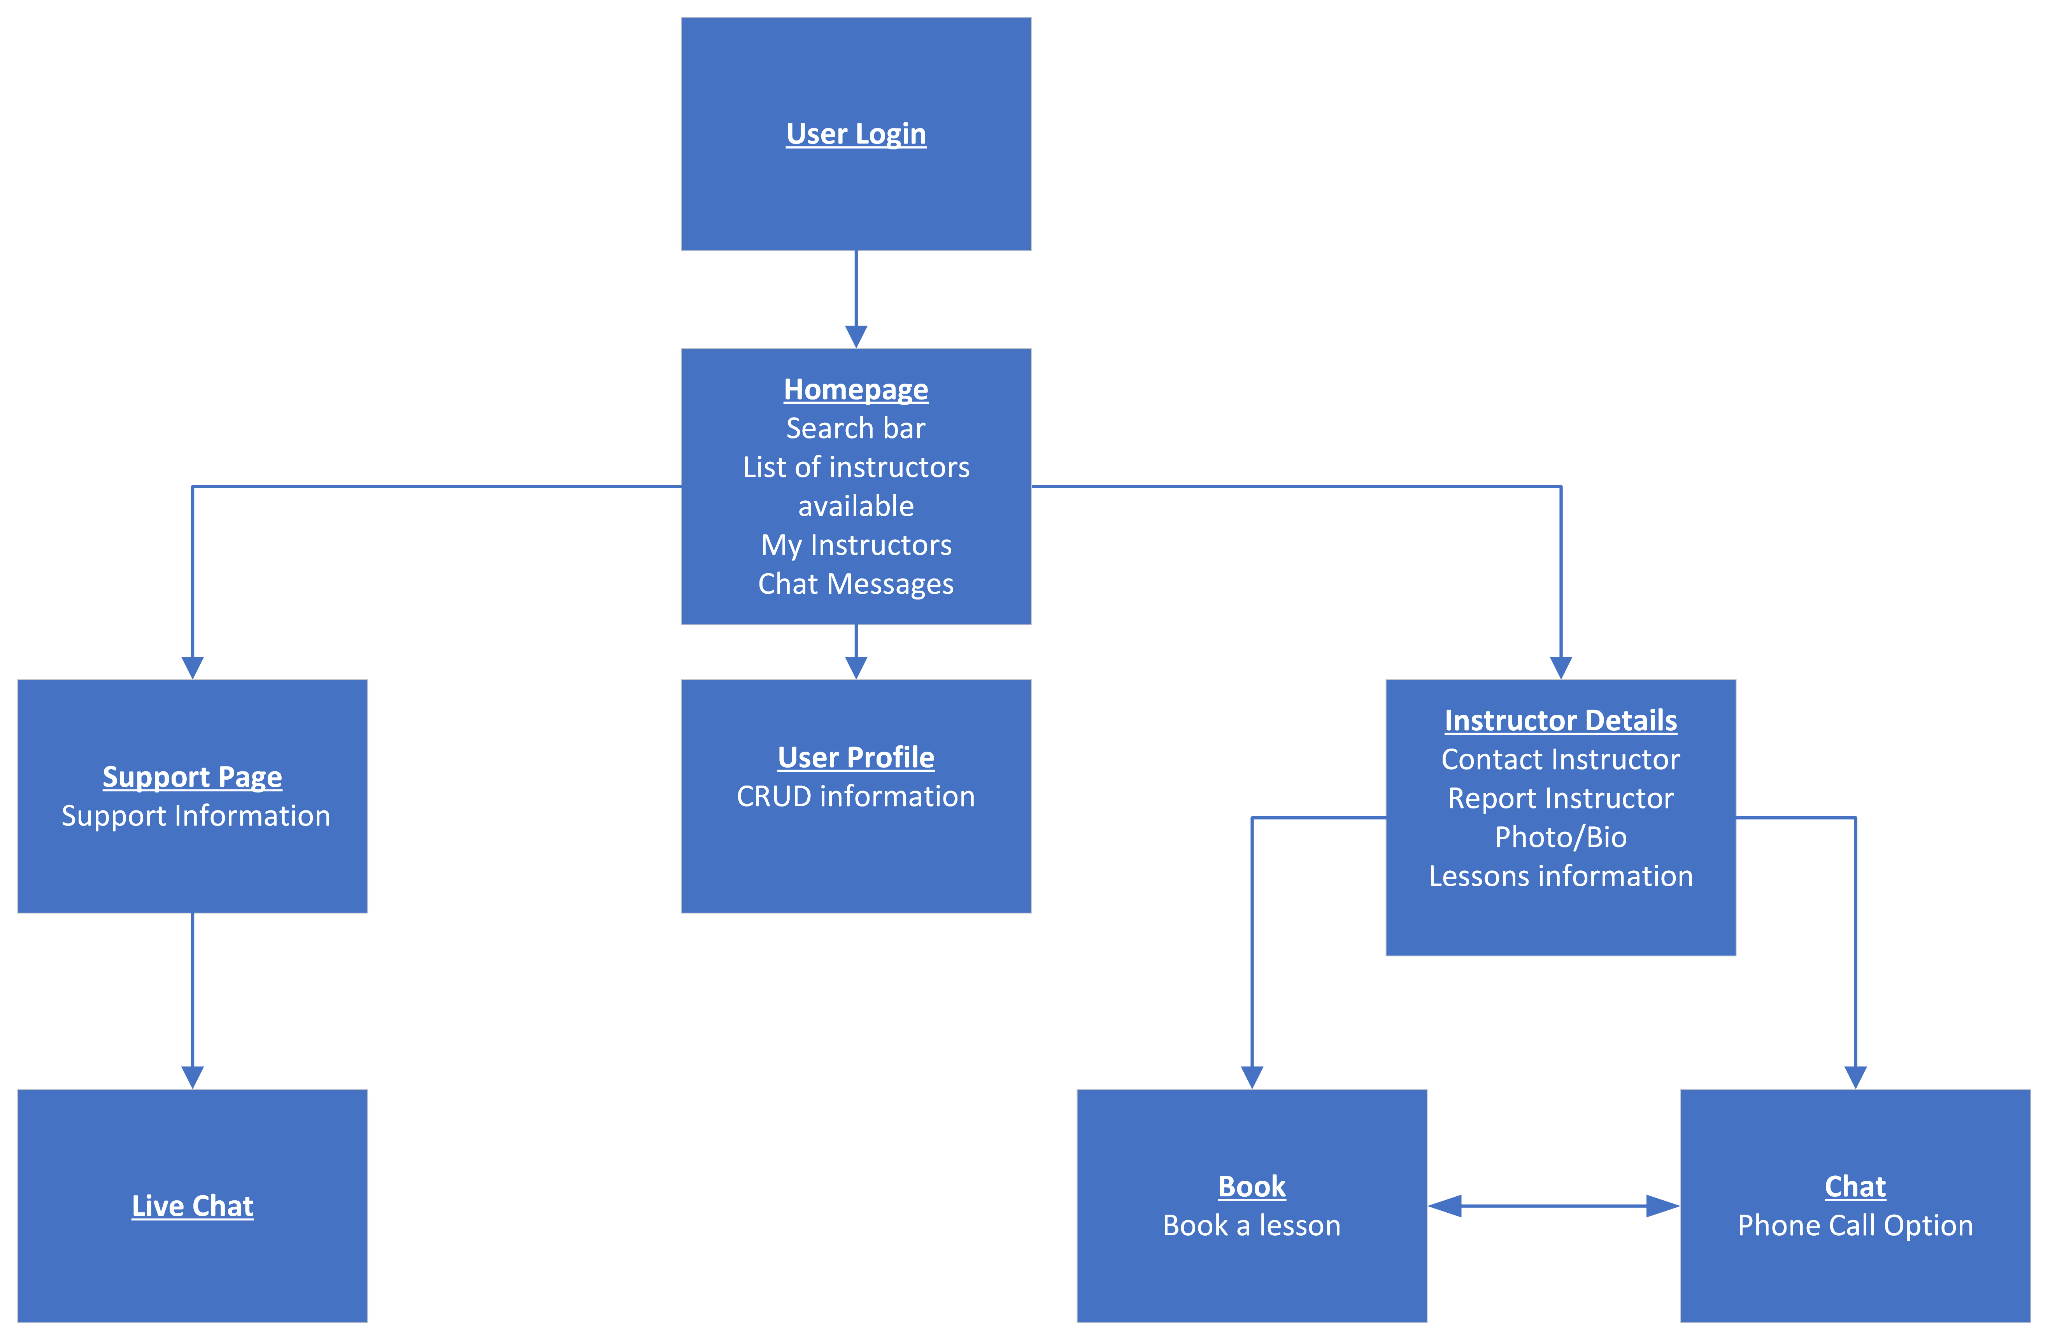 User Login
Homepage
Search bar
List of instructors
available
My Instructors
Chat Messages
Support Page
Support Information
User Profile
CRUD information
Instructor Details
Contact Instructor
Report Instructor
Photo/Bio
Lessons information
Live Chat
Book
Book a lesson
Chat
Phone Call Option